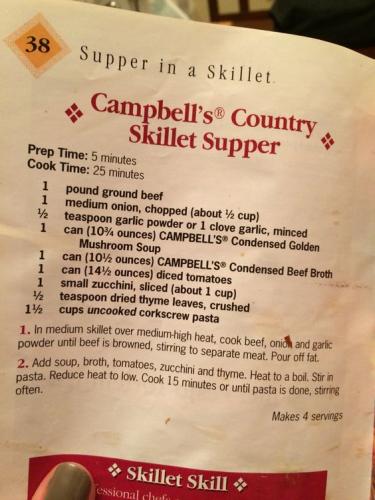 38
Supper in a Skillet
Campbell's® Country
Skillet Supper
Prep Time: 5 minutes
Cook Time: 25 minutes
1 pound ground beef
1 medium onion, chopped (about ½ cup)
½ teaspoon garlic powder or 1 clove garlic, minced
1 can (10¾ ounces) CAMPBELL'S® Condensed Golden
Mushroom Soup
1 can (10½ ounces) CAMPBELL'S® Condensed Beef Broth
1 can (14½ ounces) diced tomatoes
1 small zucchini, sliced (about 1 cup)
½ teaspoon dried thyme leaves, crushed
1½ cups uncooked corkscrew pasta
1. In medium skillet over medium-high heat, cook beef, onion and garlic
powder until beef is browned, stirring to separate meat. Pour off fat.
2. Add soup, broth, tomatoes, zucchini and thyme. Heat to a boil. Stir in
pasta. Reduce heat to low. Cook 15 minutes or until pasta is done, stirring
often.
Makes 4 servings
Skillet Skill